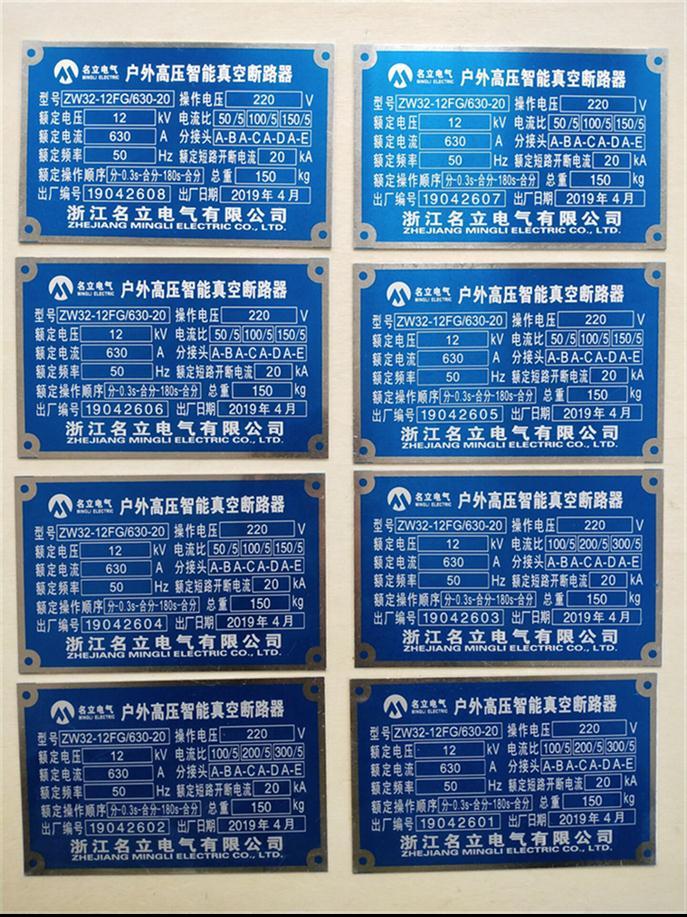 名立电气 户外高压智能真空断路器
MINGLI ELECTRIC
型号 ZW32-12FG/630-20 操作电压 220 V
额定电压 12 kV 电流比 50/5 100/5 150/5
额定电流 630 A 分接头 A-BA-CA-DA-E
额定频率 50 Hz 额定短路开断电流 20 kA
额定操作顺序 分-0.3s-合分-180s-合分 总重 150 kg
出厂编号 19042608 出厂日期 2019年4月
浙江名立电气有限公司
ZHEJIANG MINGLI ELECTRIC CO., LTD.
名立电气 户外高压智能真空断路器
MINGLI ELECTRIC
型号 ZW32-12FG/630-20 操作电压 220 V
额定电压 12 kV 电流比 50/5 100/5 150/5
额定电流 630 A 分接头 A-BA-CA-DA-E
额定频率 50 Hz 额定短路开断电流 20 kA
额定操作顺序 分-0.3s-合分-180s-合分 总重 150 kg
出厂编号 19042607 出厂日期 2019年4月
浙江名立电气有限公司
ZHEJIANG MINGLI ELECTRIC CO., LTD.
名立电气 户外高压智能真空断路器
MINGLI ELECTRIC
型号 ZW32-12FG/630-20 操作电压 220 V
额定电压 12 kV 电流比 50/5 100/5 150/5
额定电流 630 A 分接头 A-BA-CA-DA-E
额定频率 50 Hz 额定短路开断电流 20 kA
额定操作顺序 分-0.3s-合分-180s-合分 总重 150 kg
出厂编号 19042606 出厂日期 2019年4月
浙江名立电气有限公司
ZHEJIANG MINGLI ELECTRIC CO., LTD.
名立电气 户外高压智能真空断路器
MINGLI ELECTRIC
型号 ZW32-12FG/630-20 操作电压 220 V
额定电压 12 kV 电流比 50/5 100/5 150/5
额定电流 630 A 分接头 A-BA-CA-DA-E
额定频率 50 Hz 额定短路开断电流 20 kA
额定操作顺序 分-0.3s-合分-180s-合分 总重 150 kg
出厂编号 19042605 出厂日期 2019年4月
浙江名立电气有限公司
ZHEJIANG MINGLI ELECTRIC CO., LTD.
名立电气 户外高压智能真空断路器
MINGLI ELECTRIC
型号 ZW32-12FG/630-20 操作电压 220 V
额定电压 12 kV 电流比 50/5 100/5 150/5
额定电流 630 A 分接头 A-BA-CA-DA-E
额定频率 50 Hz 额定短路开断电流 20 kA
额定操作顺序 分-0.3s-合分-180s-合分 总重 150 kg
出厂编号 19042604 出厂日期 2019年4月
浙江名立电气有限公司
ZHEJIANG MINGLI ELECTRIC CO., LTD.
名立电气 户外高压智能真空断路器
MINGLI ELECTRIC
型号 ZW32-12FG/630-20 操作电压 220 V
额定电压 12 kV 电流比 100/5 200/5 300/5
额定电流 630 A 分接头 A-BA-CA-DA-E
额定频率 50 Hz 额定短路开断电流 20 kA
额定操作顺序 分-0.3s-合分-180s-合分 总重 150 kg
出厂编号 19042603 出厂日期 2019年4月
浙江名立电气有限公司
ZHEJIANG MINGLI ELECTRIC CO., LTD.
名立电气 户外高压智能真空断路器
MINGLI ELECTRIC
型号 ZW32-12FG/630-20 操作电压 220 V
额定电压 12 kV 电流比 100/5 200/5 300/5
额定电流 630 A 分接头 A-BA-CA-DA-E
额定频率 50 Hz 额定短路开断电流 20 kA
额定操作顺序 分-0.3s-合分-180s-合分 总重 150 kg
出厂编号 19042602 出厂日期 2019年4月
浙江名立电气有限公司
ZHEJIANG MINGLI ELECTRIC CO., LTD.
名立电气 户外高压智能真空断路器
MINGLI ELECTRIC
型号 ZW32-12FG/630-20 操作电压 220 V
额定电压 12 kV 电流比 100/5 200/5 300/5
额定电流 630 A 分接头 A-BA-CA-DA-E
额定频率 50 Hz 额定短路开断电流 20 kA
额定操作顺序 分-0.3s-合分-180s-合分 总重 150 kg
出厂编号 19042601 出厂日期 2019年4月
浙江名立电气有限公司
ZHEJIANG MINGLI ELECTRIC CO., LTD.